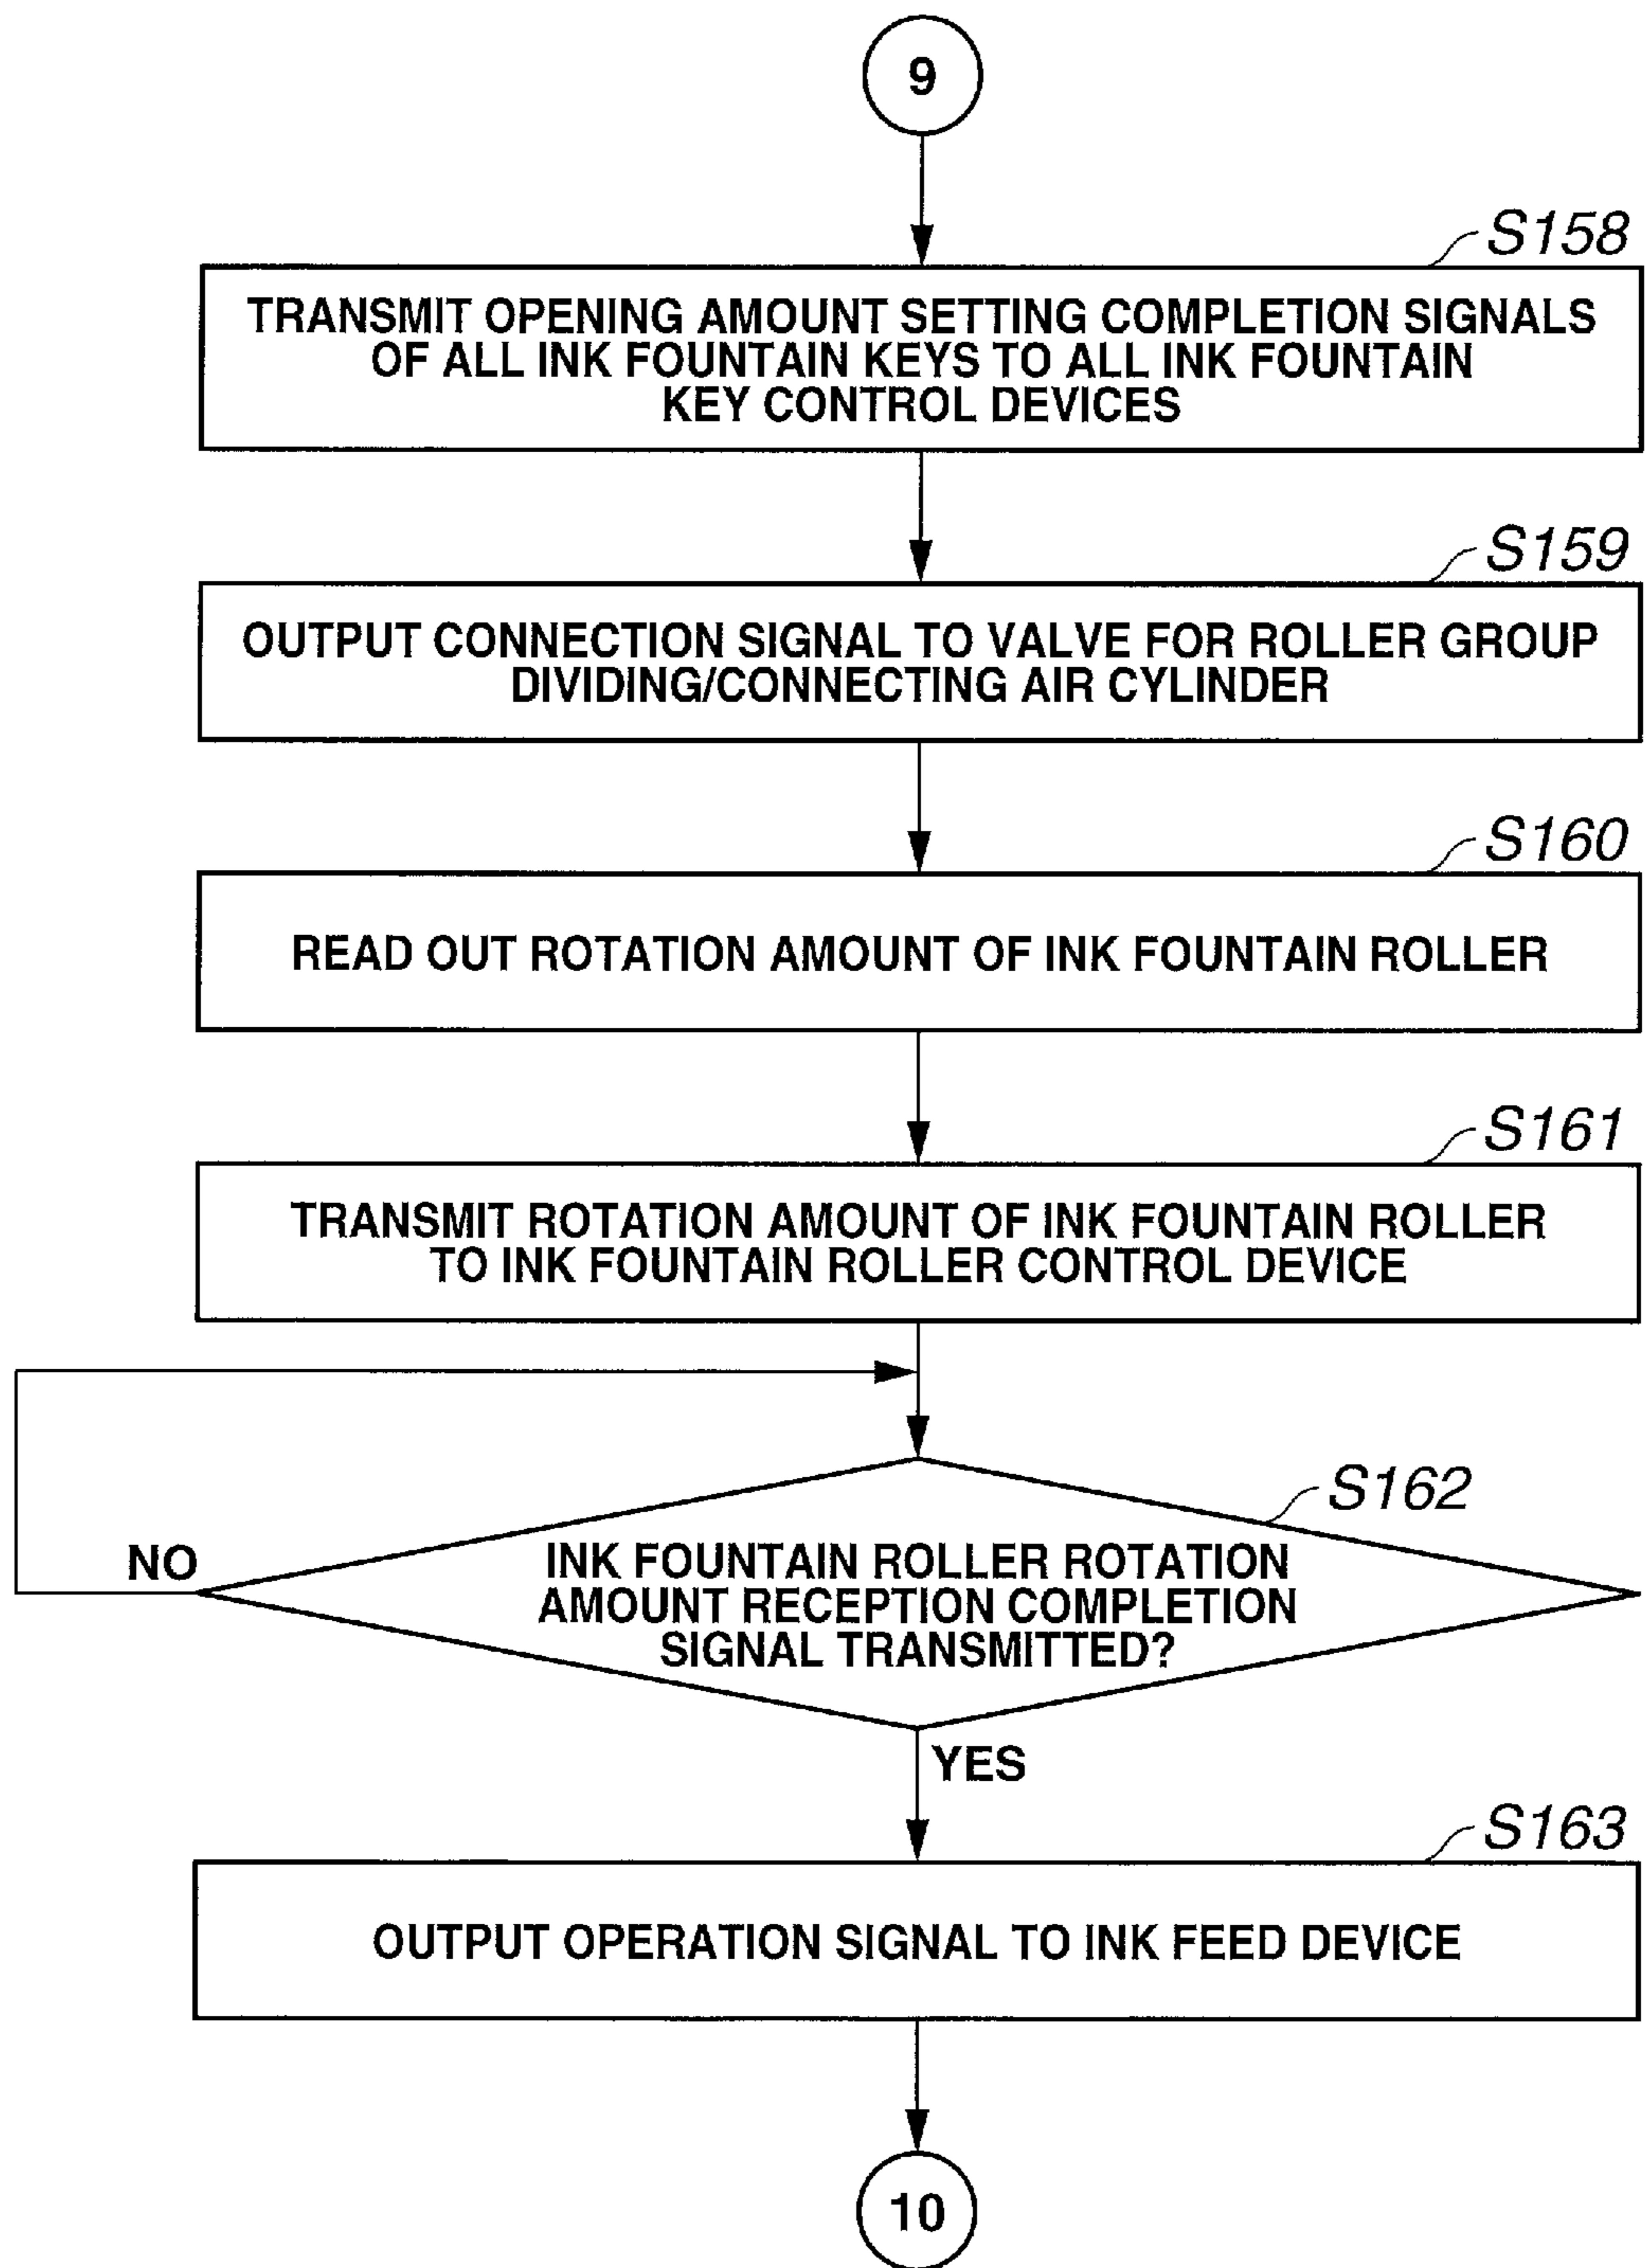 9
S158
TRANSMIT OPENING AMOUNT SETTING COMPLETION SIGNALS
OF ALL INK FOUNTAIN KEYS TO ALL INK FOUNTAIN
KEY CONTROL DEVICES
S159
OUTPUT CONNECTION SIGNAL TO VALVE FOR ROLLER GROUP
DIVIDING/CONNECTING AIR CYLINDER
S160
READ OUT ROTATION AMOUNT OF INK FOUNTAIN ROLLER
S161
TRANSMIT ROTATION AMOUNT OF INK FOUNTAIN ROLLER
TO INK FOUNTAIN ROLLER CONTROL DEVICE
S162
NO
INK FOUNTAIN ROLLER ROTATION
AMOUNT RECEPTION COMPLETION
SIGNAL TRANSMITTED?
YES
S163
OUTPUT OPERATION SIGNAL TO INK FEED DEVICE
10